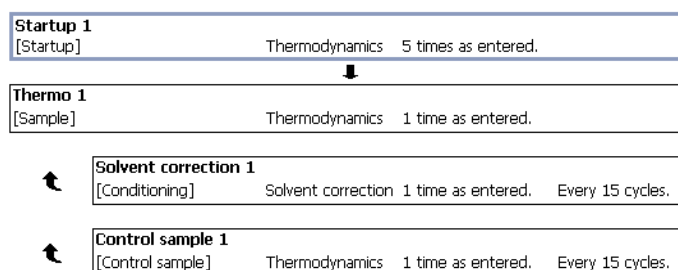 Startup 1
[Startup] Thermodynamics 5 times as entered.
Thermo 1
[Sample] Thermodynamics 1 time as entered.
Solvent correction 1
[Conditioning] Solvent correction 1 time as entered. Every 15 cycles.
Control sample 1
[Control sample] Thermodynamics 1 time as entered. Every 15 cycles.